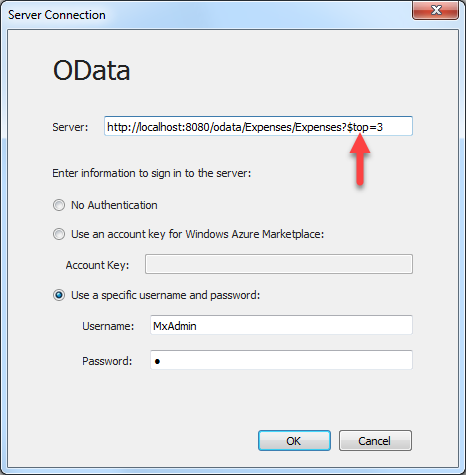 Server Connection
OData
Server: http://localhost:8080/odata/Expenses/Expenses?$top=3
Enter information to sign in to the server:
No Authentication
Use an account key for Windows Azure Marketplace:
Account Key:
Use a specific username and password:
Username: MxAdmin
Password: ●
OK Cancel